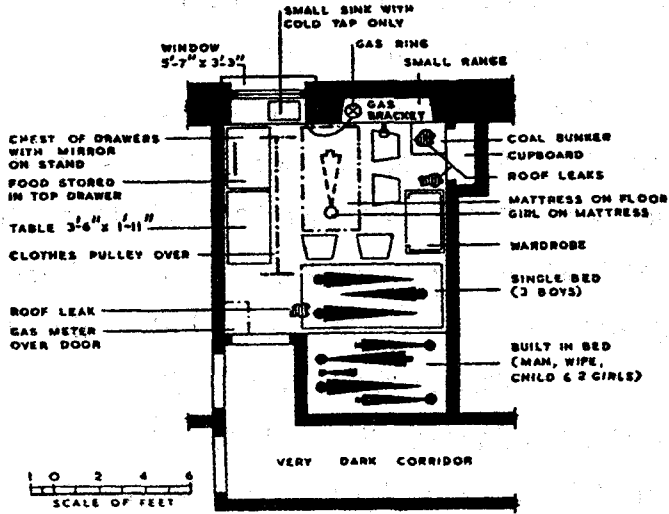 SMALL SINK WITH
COLD TAP ONLY
WINDOW
5'-7" x 3'-3"
GAS RING
SMALL RANGE
GAS
BRACKET
CHEST OF DRAWERS
WITH MIRROR
ON STAND
FOOD STORED
IN TOP DRAWER
TABLE 3'-6" x 1'-11"
CLOTHES PULLEY OVER
ROOF LEAK
GAS METER
OVER DOOR
COAL BUNKER
CUPBOARD
ROOF LEAKS
MATTRESS ON FLOOR
GIRL ON MATTRESS
WARDROBE
SINGLE BED
(3 BOYS)
BUILT IN BED
(MAN, WIFE,
CHILD & 2 GIRLS)
VERY DARK CORRIDOR
1 0 2 4 6
SCALE OF FEET